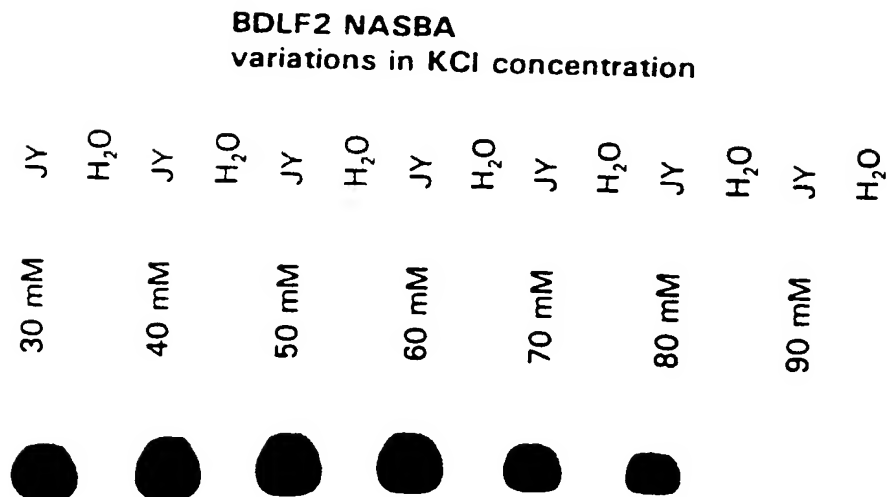 BDLF2 NASBA
variations in KCl concentration
JY H₂O JY H₂O JY H₂O JY H₂O JY H₂O JY H₂O JY H₂O
30 mM 40 mM 50 mM 60 mM 70 mM 80 mM 90 mM